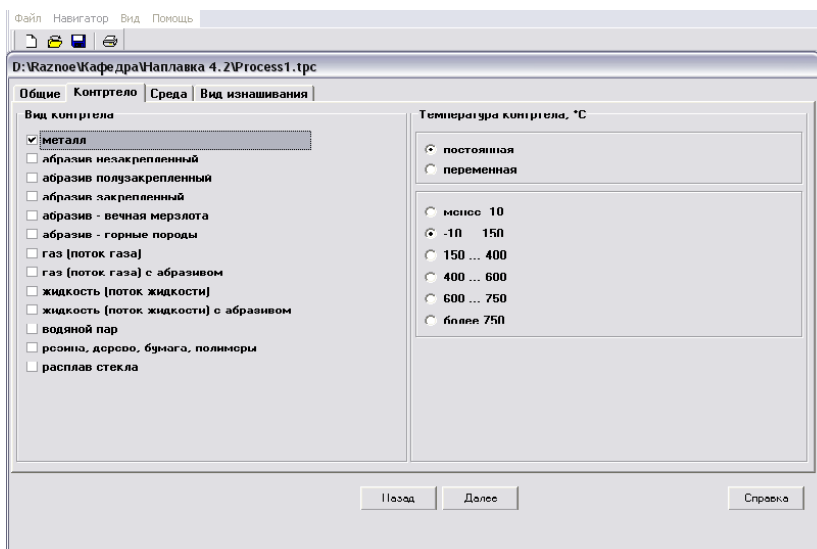 Файл Навигатор Вид Помощь
D:\Raznoe\Кафедра\Наплавка 4.2\Process1.tpc
Общие Контртело Среда Вид изнашивания
Вид контртела
металл
абразив незакрепленный
абразив полузакрепленный
абразив закрепленный
абразив - вечная мерзлота
абразив - горные породы
газ (поток газа)
газ (поток газа) с абразивом
жидкость (поток жидкости)
жидкость (поток жидкости) с абразивом
водяной пар
резина, дерево, бумага, полимеры
расплав стекла
Температура контртела, °C
постоянная
переменная
менее -10
-10 ... 150
150 ... 400
400 ... 600
600 ... 750
более 750
Назад Далее Справка